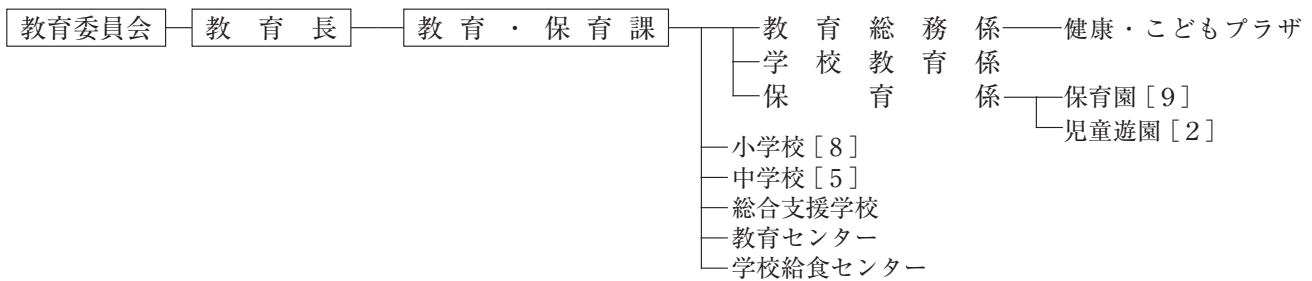 教育委員会 教育長 教育・保育課 教育総務係 健康・こどもプラザ
学校教育係
保育係 保育園[9]
児童遊園[2]
小学校[8]
中学校[5]
総合支援学校
教育センター
学校給食センター